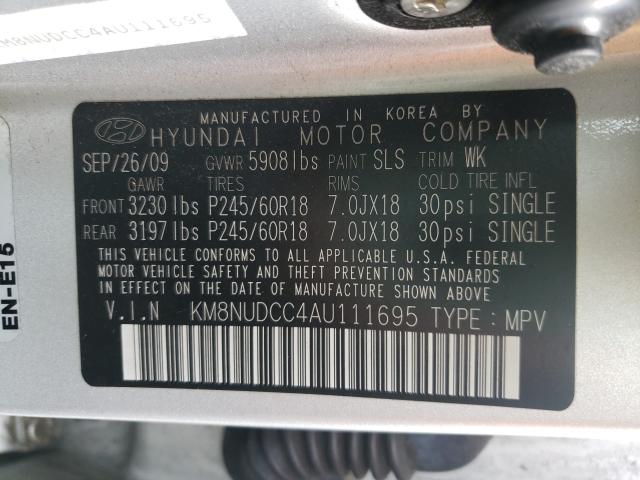 KM8NUDCC4AU111695
MANUFACTURED IN KOREA BY
HYUNDAI MOTOR COMPANY
SEP/26/09 GVWR 5908lbs PAINT SLS TRIM WK
GAWR TIRES RIMS COLD TIRE INFL
FRONT 3230lbs P245/60R18 7.0JX18 30psi SINGLE
REAR 3197lbs P245/60R18 7.0JX18 30psi SINGLE
THIS VEHICLE CONFORMS TO ALL APPLICABLE U.S.A. FEDERAL
MOTOR VEHICLE SAFETY AND THEFT PREVENTION STANDARDS
IN EFFECT ON THE DATE OF MANUFACTURE SHOWN ABOVE
V.I.N KM8NUDCC4AU111695 TYPE : MPV
EN-E15